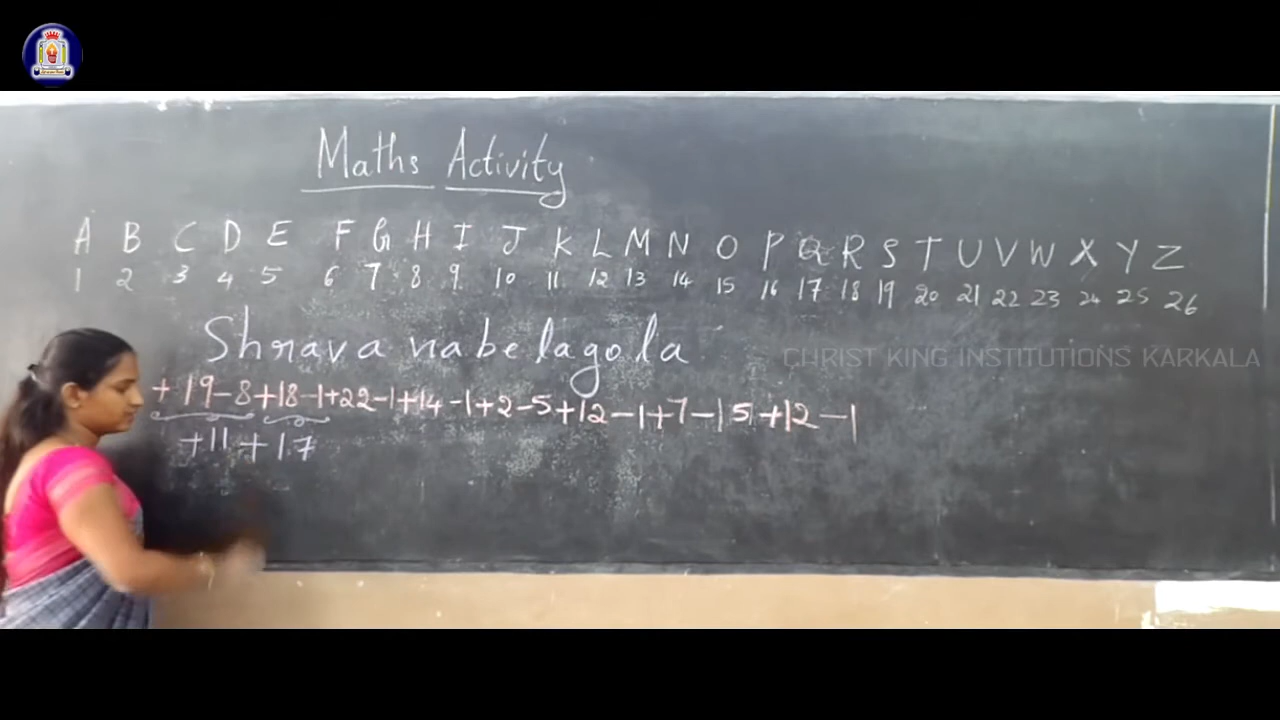 Maths Activity
A B C D E F G H I J K L M N O P Q R S T U V W X Y Z
1 2 3 4 5 6 7 8 9 10 11 12 13 14 15 16 17 18 19 20 21 22 23 24 25 26
Shravanabelagola
CHRIST KING INSTITUTIONS KARKALA
+19-8+18-1+22-1+14-1+2-5+12-1+7-15+12-1
+11+17